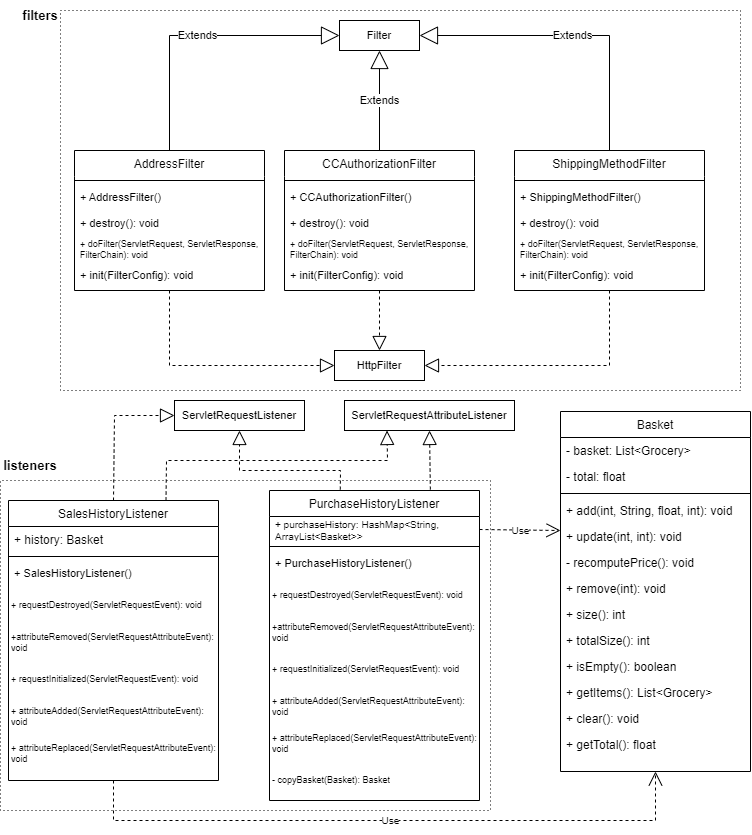 filters
Filter
Extends
Extends
Extends
AddressFilter
+ AddressFilter()
+ destroy(): void
+ doFilter(ServletRequest, ServletResponse,
FilterChain): void
+ init(FilterConfig): void
CCAuthorizationFilter
+ CCAuthorizationFilter()
+ destroy(): void
+ doFilter(ServletRequest, ServletResponse,
FilterChain): void
+ init(FilterConfig): void
ShippingMethodFilter
+ ShippingMethodFilter()
+ destroy(): void
+ doFilter(ServletRequest, ServletResponse,
FilterChain): void
+ init(FilterConfig): void
HttpFilter
ServletRequestListener
ServletRequestAttributeListener
listeners
SalesHistoryListener
+ history: Basket
+ SalesHistoryListener()
+ requestDestroyed(ServletRequestEvent): void
+attributeRemoved(ServletRequestAttributeEvent):
void
+ requestInitialized(ServletRequestEvent): void
+ attributeAdded(ServletRequestAttributeEvent):
void
+ attributeReplaced(ServletRequestAttributeEvent):
void
PurchaseHistoryListener
+ purchaseHistory: HashMap<String,
ArrayList<Basket>>
+ PurchaseHistoryListener()
+ requestDestroyed(ServletRequestEvent): void
+attributeRemoved(ServletRequestAttributeEvent):
void
+ requestInitialized(ServletRequestEvent): void
+ attributeAdded(ServletRequestAttributeEvent):
void
+ attributeReplaced(ServletRequestAttributeEvent):
void
- copyBasket(Basket): Basket
Use
Basket
- basket: List<Grocery>
- total: float
+ add(int, String, float, int): void
+ update(int, int): void
- recomputePrice(): void
+ remove(int): void
+ size(): int
+ totalSize(): int
+ isEmpty(): boolean
+ getItems(): List<Grocery>
+ clear(): void
+ getTotal(): float
Use